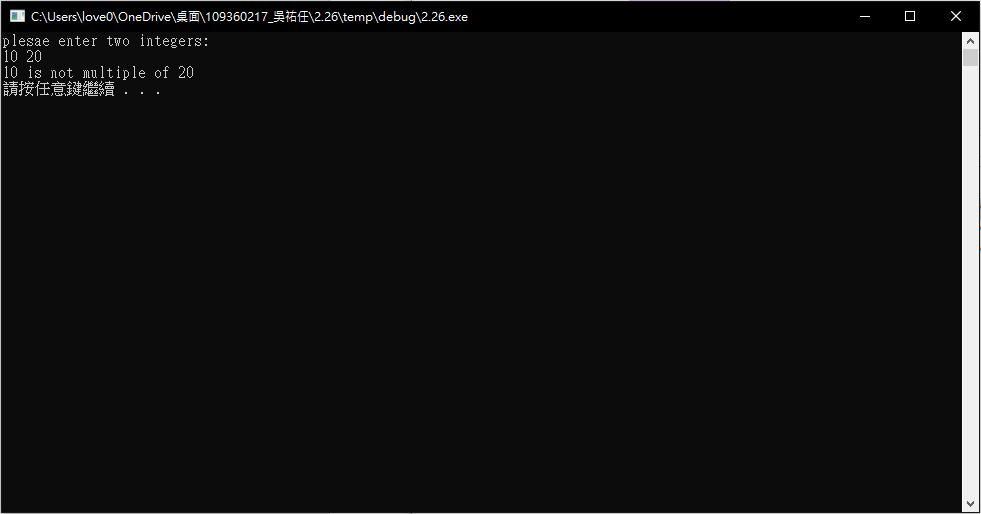 C:\Users\love0\OneDrive\桌面\109360217_吳祐任\2.26\temp\debug\2.26.exe
plesae enter two integers:
10 20
10 is not multiple of 20
請按任意鍵繼續 . . .